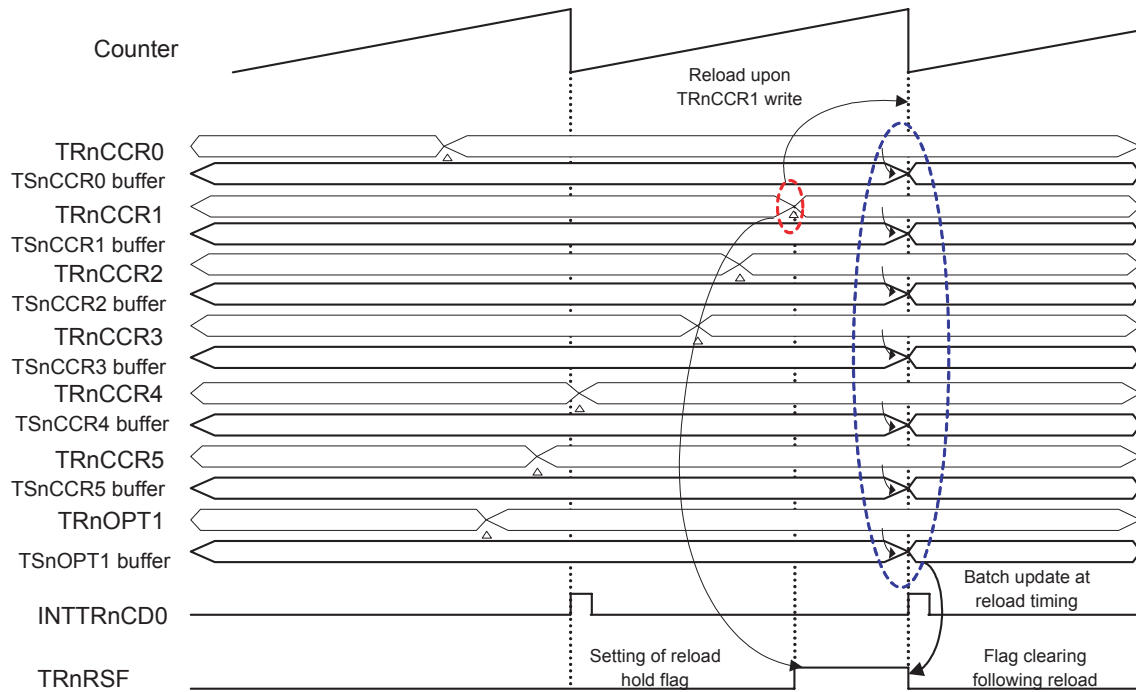 Counter
Reload upon
TRnCCR1 write
TRnCCR0
TSnCCR0 buffer
TRnCCR1
TSnCCR1 buffer
TRnCCR2
TSnCCR2 buffer
TRnCCR3
TSnCCR3 buffer
TRnCCR4
TSnCCR4 buffer
TRnCCR5
TSnCCR5 buffer
TRnOPT1
TSnOPT1 buffer
Batch update at
reload timing
INTTRnCD0
Setting of reload
hold flag
Flag clearing
following reload
TRnRSF